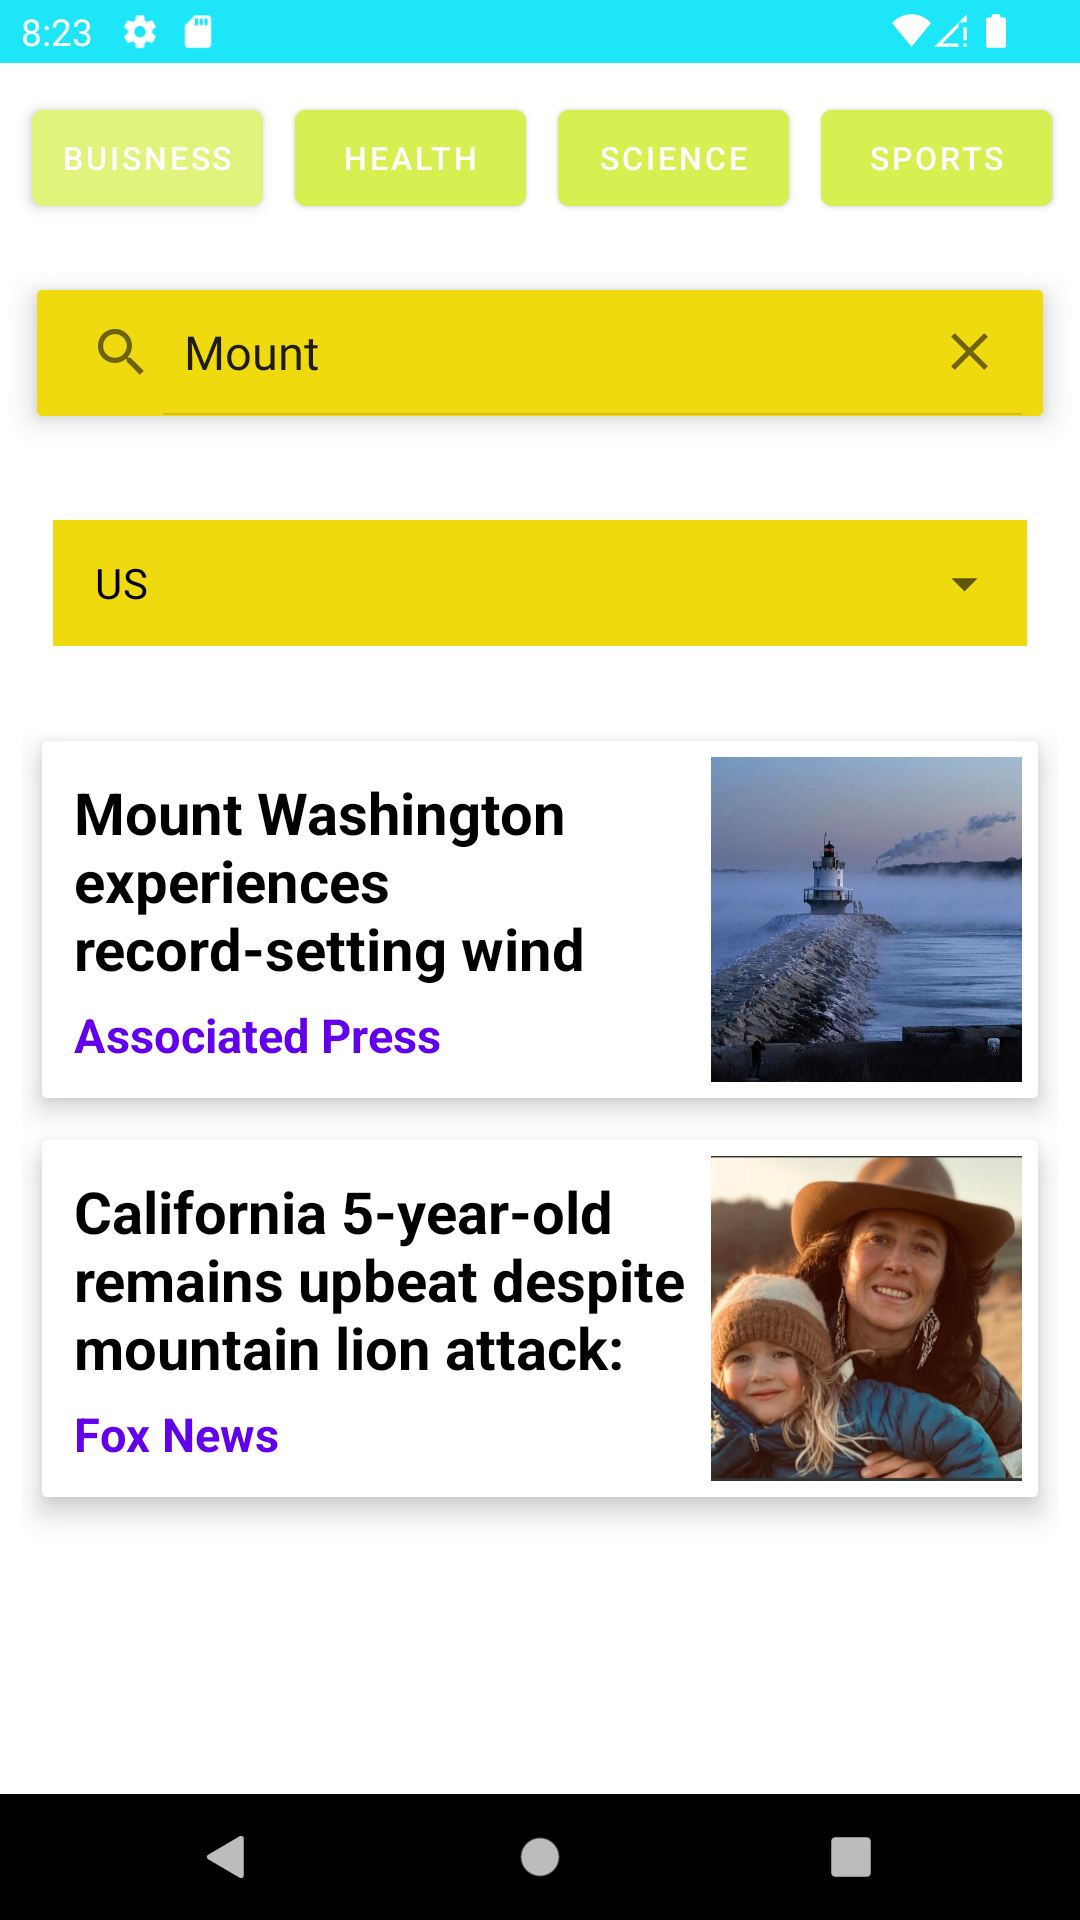 8:23
BUISNESS HEALTH SCIENCE SPORTS
Mount
US
Mount Washington
experiences
record-setting wind
Associated Press
California 5-year-old
remains upbeat despite
mountain lion attack:
Fox News